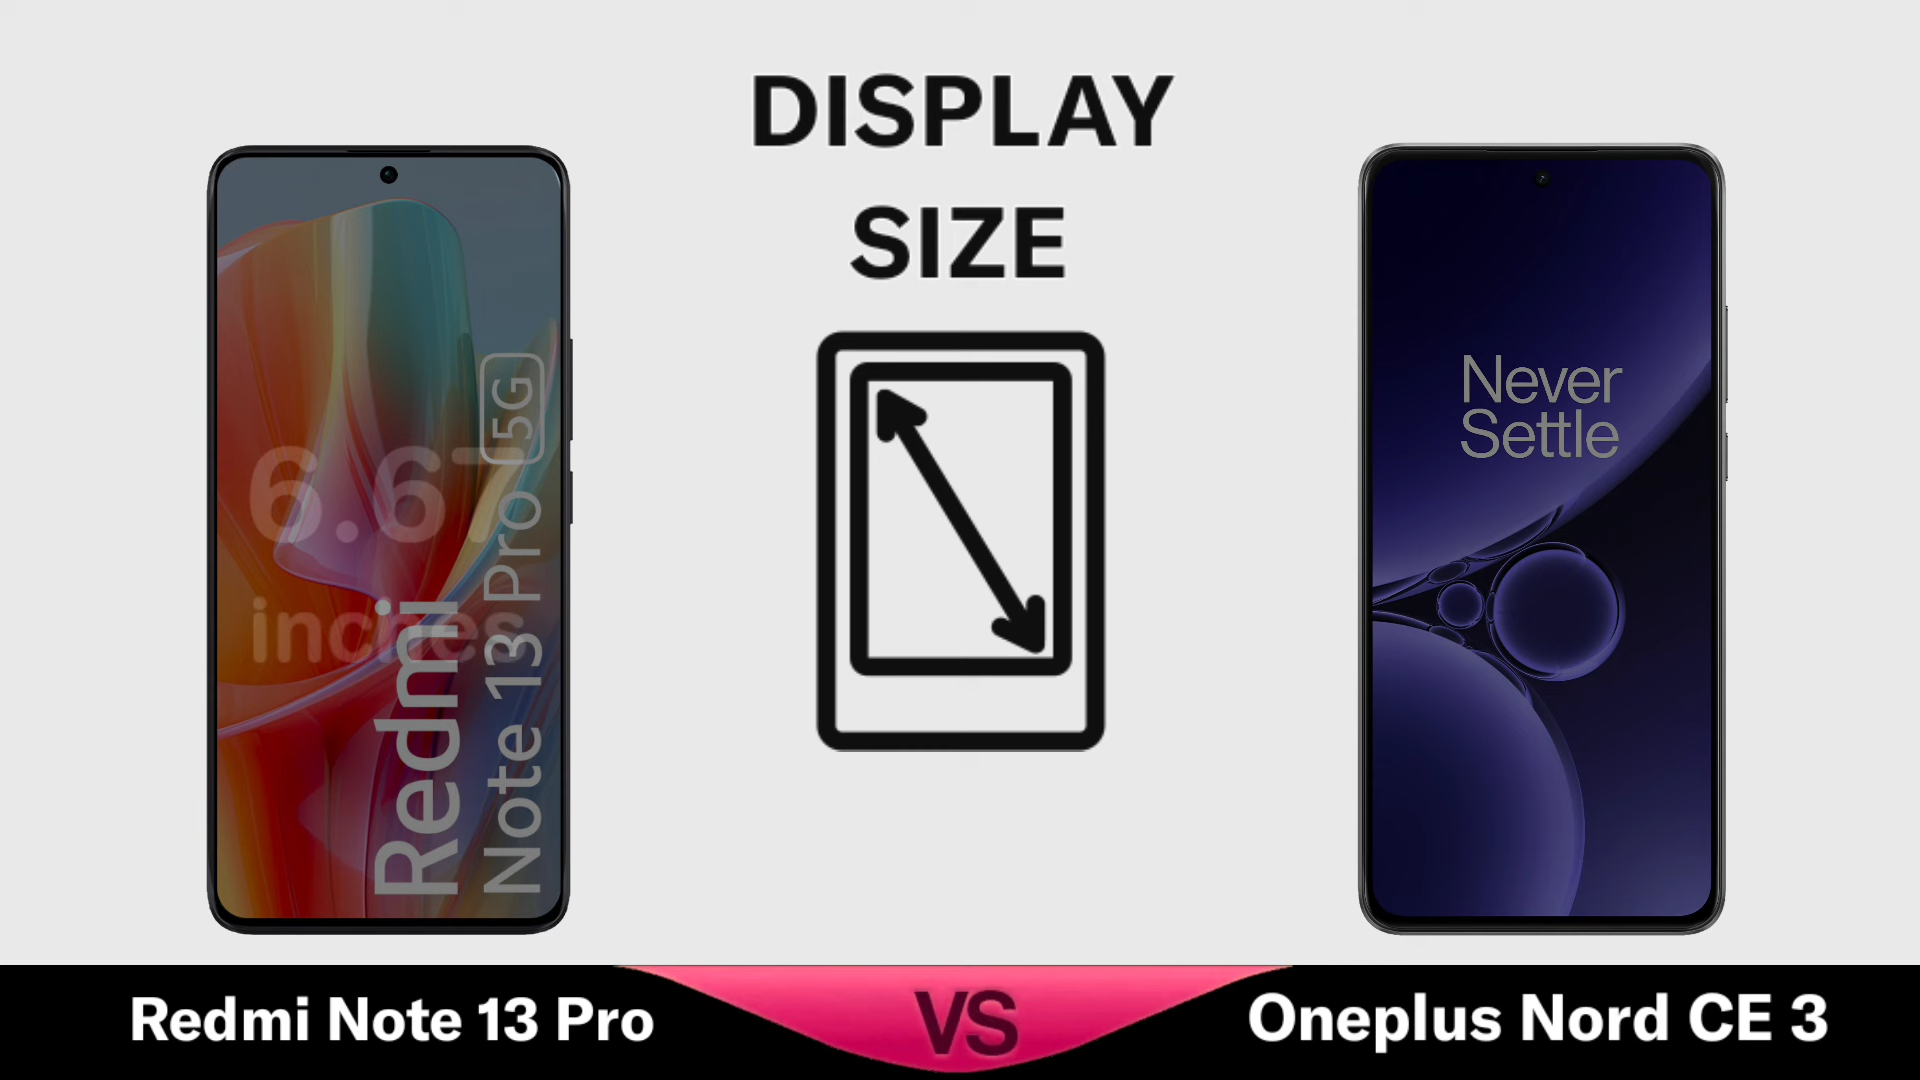 DISPLAY
SIZE
6.67
inches
Redmi
Note 13 Pro 5G
Never
Settle
Redmi Note 13 Pro
VS
Oneplus Nord CE 3